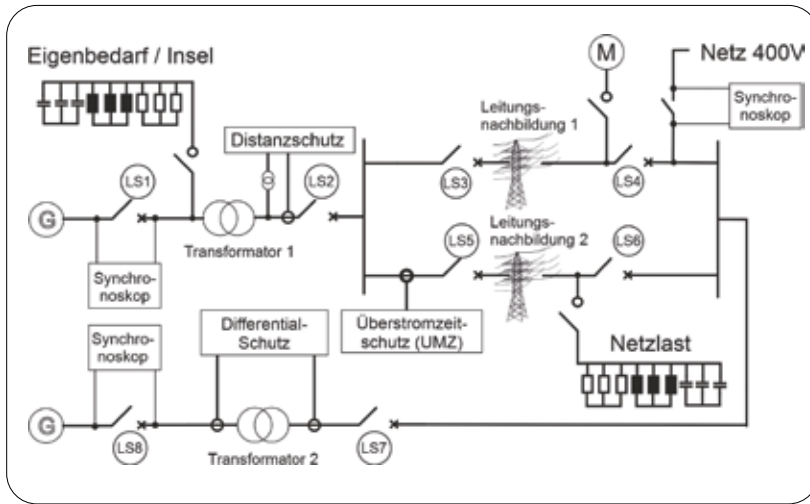 Eigenbedarf / Insel
M
Netz 400V
Synchro-
noskop
Leitungs-
nachbildung 1
Distanzschutz
LS1
LS2
LS3
LS4
G
Transformator 1
Leitungs-
nachbildung 2
LS5
LS6
Synchro-
noskop
Synchro-
noskop
Differential-
Schutz
Überstromzeit-
schutz (UMZ)
Netzlast
G
LS8
LS7
Transformator 2